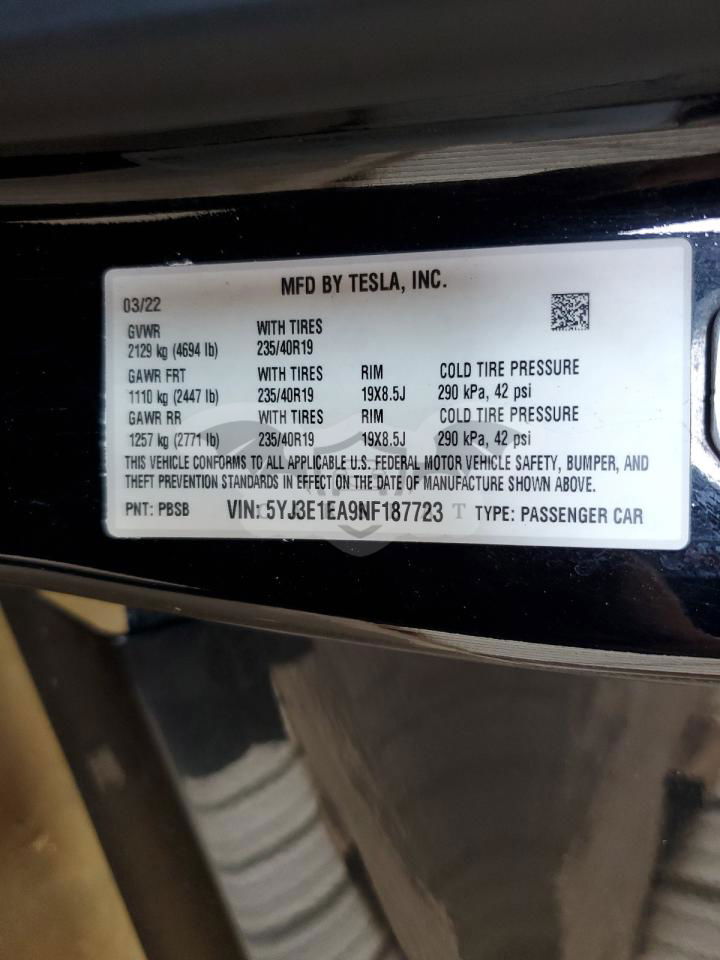 MFD BY TESLA, INC.
03/22
GVWR WITH TIRES
2129 kg (4694 lb) 235/40R19
GAWR FRT WITH TIRES RIM COLD TIRE PRESSURE
1110 kg (2447 lb) 235/40R19 19X8.5J 290 kPa, 42 psi
GAWR RR WITH TIRES RIM COLD TIRE PRESSURE
1257 kg (2771 lb) 235/40R19 19X8.5J 290 kPa, 42 psi
THIS VEHICLE CONFORMS TO ALL APPLICABLE U.S. FEDERAL MOTOR VEHICLE SAFETY, BUMPER, AND
THEFT PREVENTION STANDARDS IN EFFECT ON THE DATE OF MANUFACTURE SHOWN ABOVE.
PNT: PBSB VIN: 5YJ3E1EA9NF187723 TYPE: PASSENGER CAR